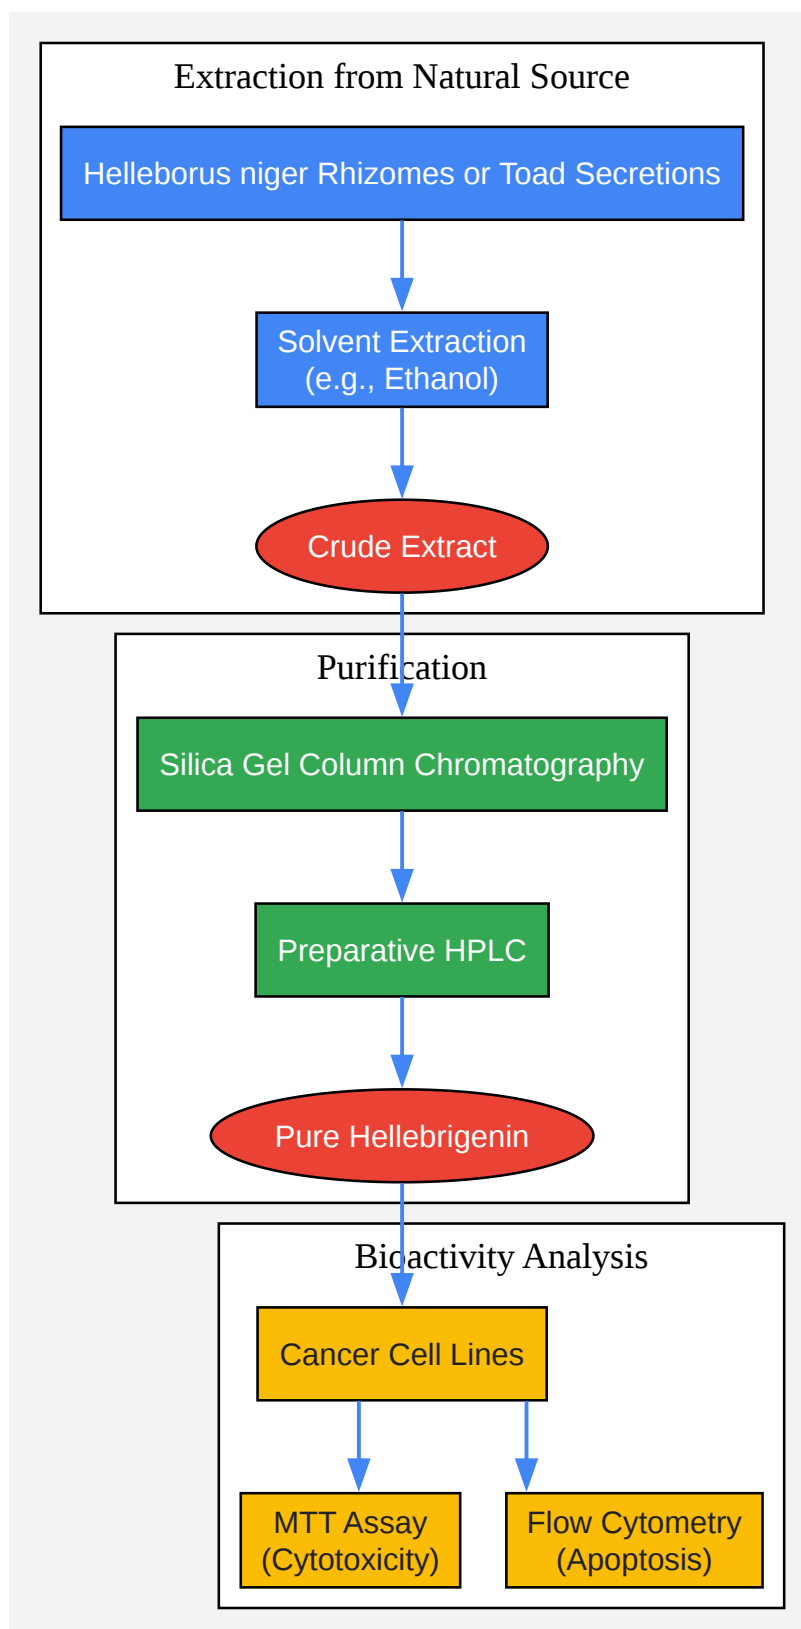 Extraction from Natural Source
Helleborus niger Rhizomes or Toad Secretions
Solvent Extraction
(e.g., Ethanol)
Crude Extract
Purification
Silica Gel Column Chromatography
Preparative HPLC
Pure Hellebrigenin
Bioactivity Analysis
Cancer Cell Lines
MTT Assay
(Cytotoxicity)
Flow Cytometry
(Apoptosis)